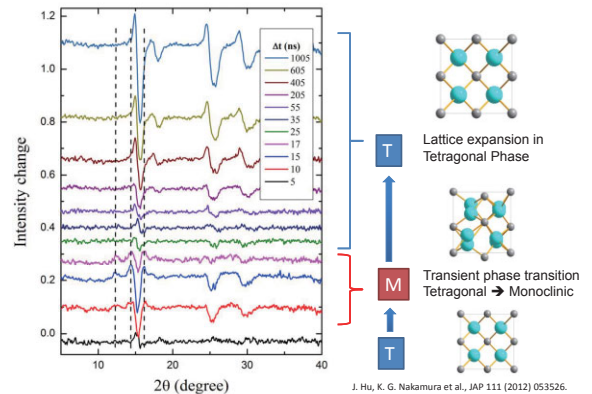 Intensity change
1.2
1.0
0.8
0.6
0.4
0.2
0.0
10
20
30
40
2θ (degree)
Δt (ns)
1005
605
405
205
55
35
25
17
15
10
5
T
Lattice expansion in
Tetragonal Phase
M
Transient phase transition
Tetragonal ➔ Monoclinic
T
J. Hu, K. G. Nakamura et al., JAP 111 (2012) 053526.